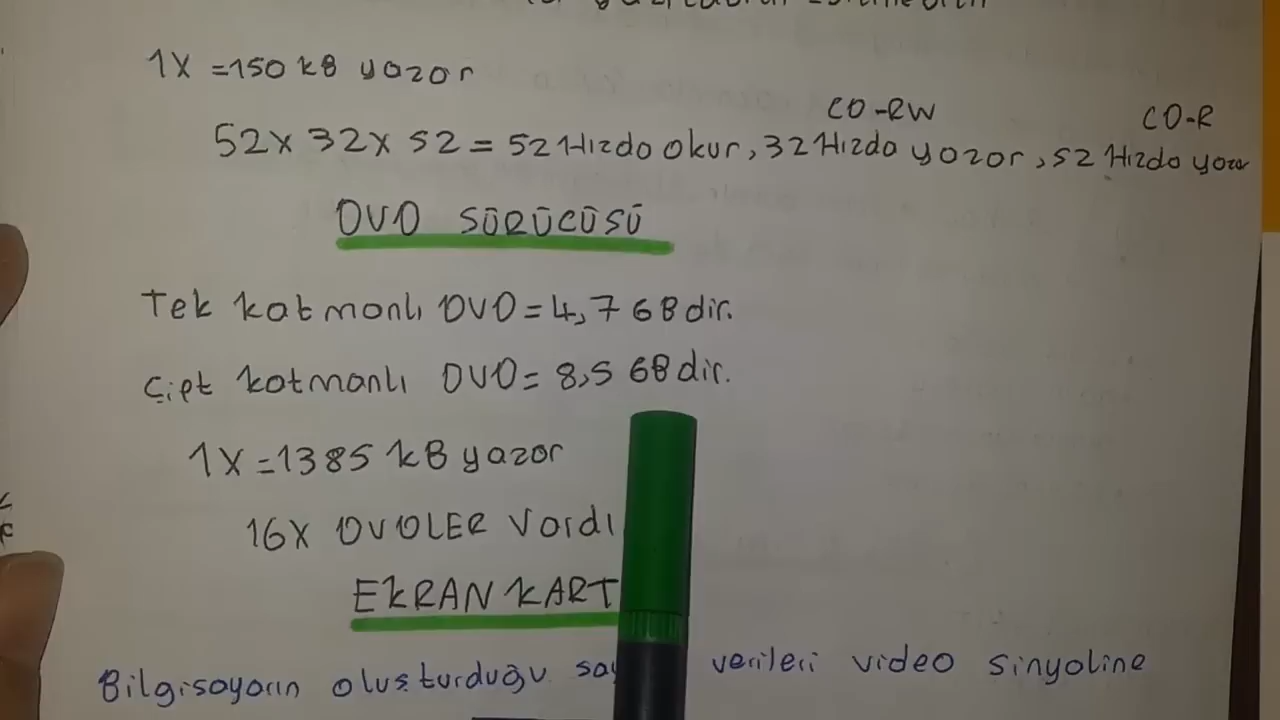 1X = 150 kB yazar
CD-RW CD-R
52x 32x 52 = 52 Hızda okur, 32 Hızda yazar, 52 Hızda yazar
DVD SÜRÜCÜSÜ
Tek katmanlı DVD = 4,7 GB dir.
Çift katmanlı DVD = 8,5 GB dir.
1X = 1385 kB yazar
16X DVDLER Vardı
EKRAN KART
Bilgisayarın oluşturduğu verileri video sinyaline